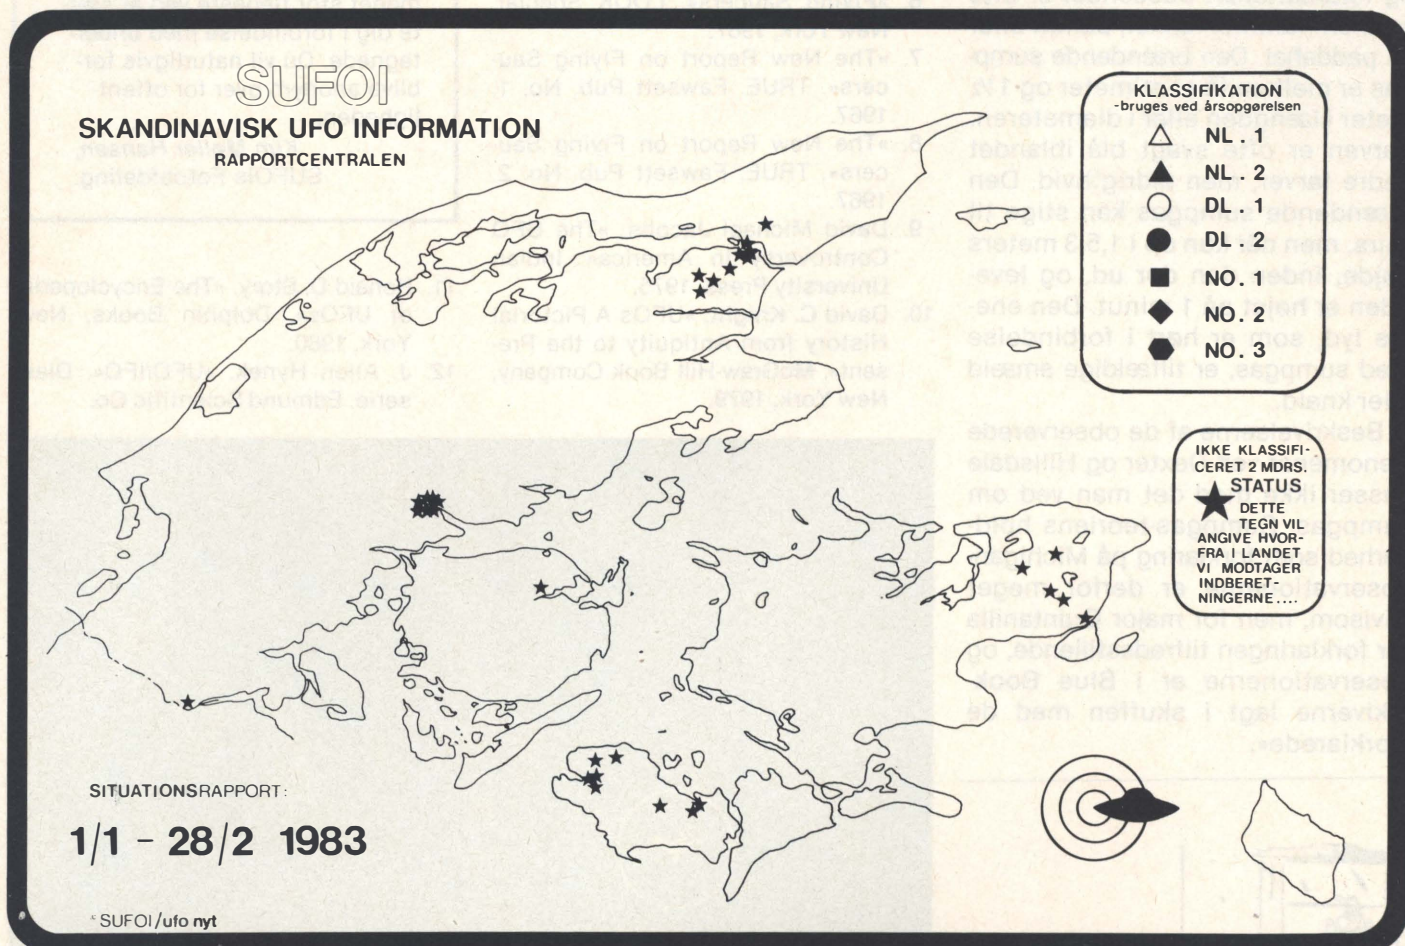 SUFOI
SKANDINAVISK UFO INFORMATION
RAPPORTCENTRALEN
KLASSIFIKATION
-bruges ved årsopgørelsen
NL. 1
NL. 2
DL. 1
DL. 2
NO. 1
NO. 2
NO. 3
IKKE KLASSIFI-
CERET 2 MDRS.
STATUS
DETTE
TEGN VIL
ANGIVE HVOR-
FRA I LANDET
VI MODTAGER
INDBERET-
NINGERNE....
SITUATIONSRAPPORT:
1/1 - 28/2 1983
© SUFOI/ufo nyt